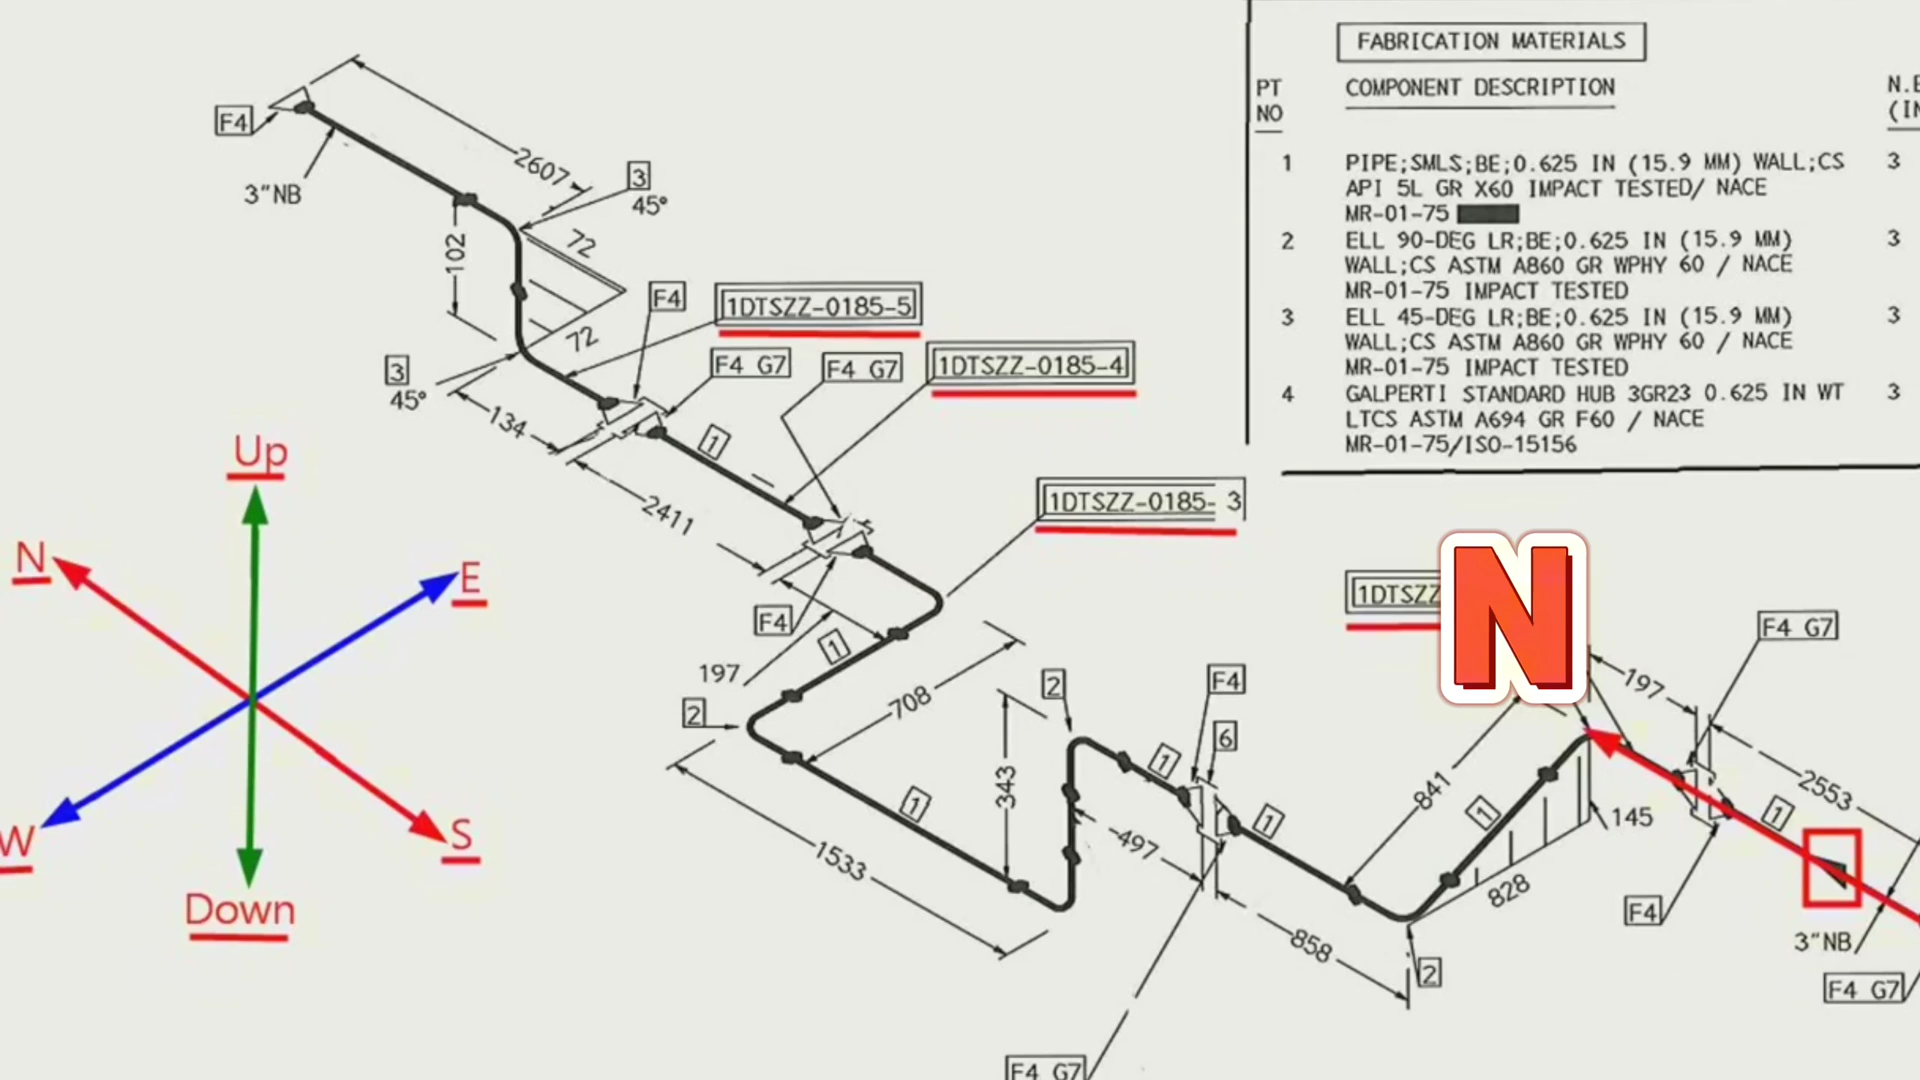 FABRICATION MATERIALS
PT
NO
COMPONENT DESCRIPTION
1
PIPE;SMLS;BE;0.625 IN (15.9 MM) WALL;CS
3
API 5L GR X60 IMPACT TESTED/ NACE
MR-01-75
2
ELL 90-DEG LR;BE;0.625 IN (15.9 MM)
3
WALL;CS ASTM A860 GR WPHY 60 / NACE
MR-01-75 IMPACT TESTED
3
ELL 45-DEG LR;BE;0.625 IN (15.9 MM)
3
WALL;CS ASTM A860 GR WPHY 60 / NACE
MR-01-75 IMPACT TESTED
4
GALPERTI STANDARD HUB 3GR23 0.625 IN WT
3
LTCS ASTM A694 GR F60 / NACE
MR-01-75/ISO-15156
F4
3"NB
2607
3
45°
102
72
72
F4
1DTSZZ-0185-5
3
45°
134
F4 G7
F4 G7
1DTSZZ-0185-4
1
2411
1DTSZZ-0185- 3
F4
1
197
2
708
1
1533
343
2
1
F4
6
497
1
858
2
841
1
828
145
1DTSZZ
N
197
F4 G7
2553
1
F4
3"NB
F4 G7
F4 G7
Up
N
E
W
S
Down